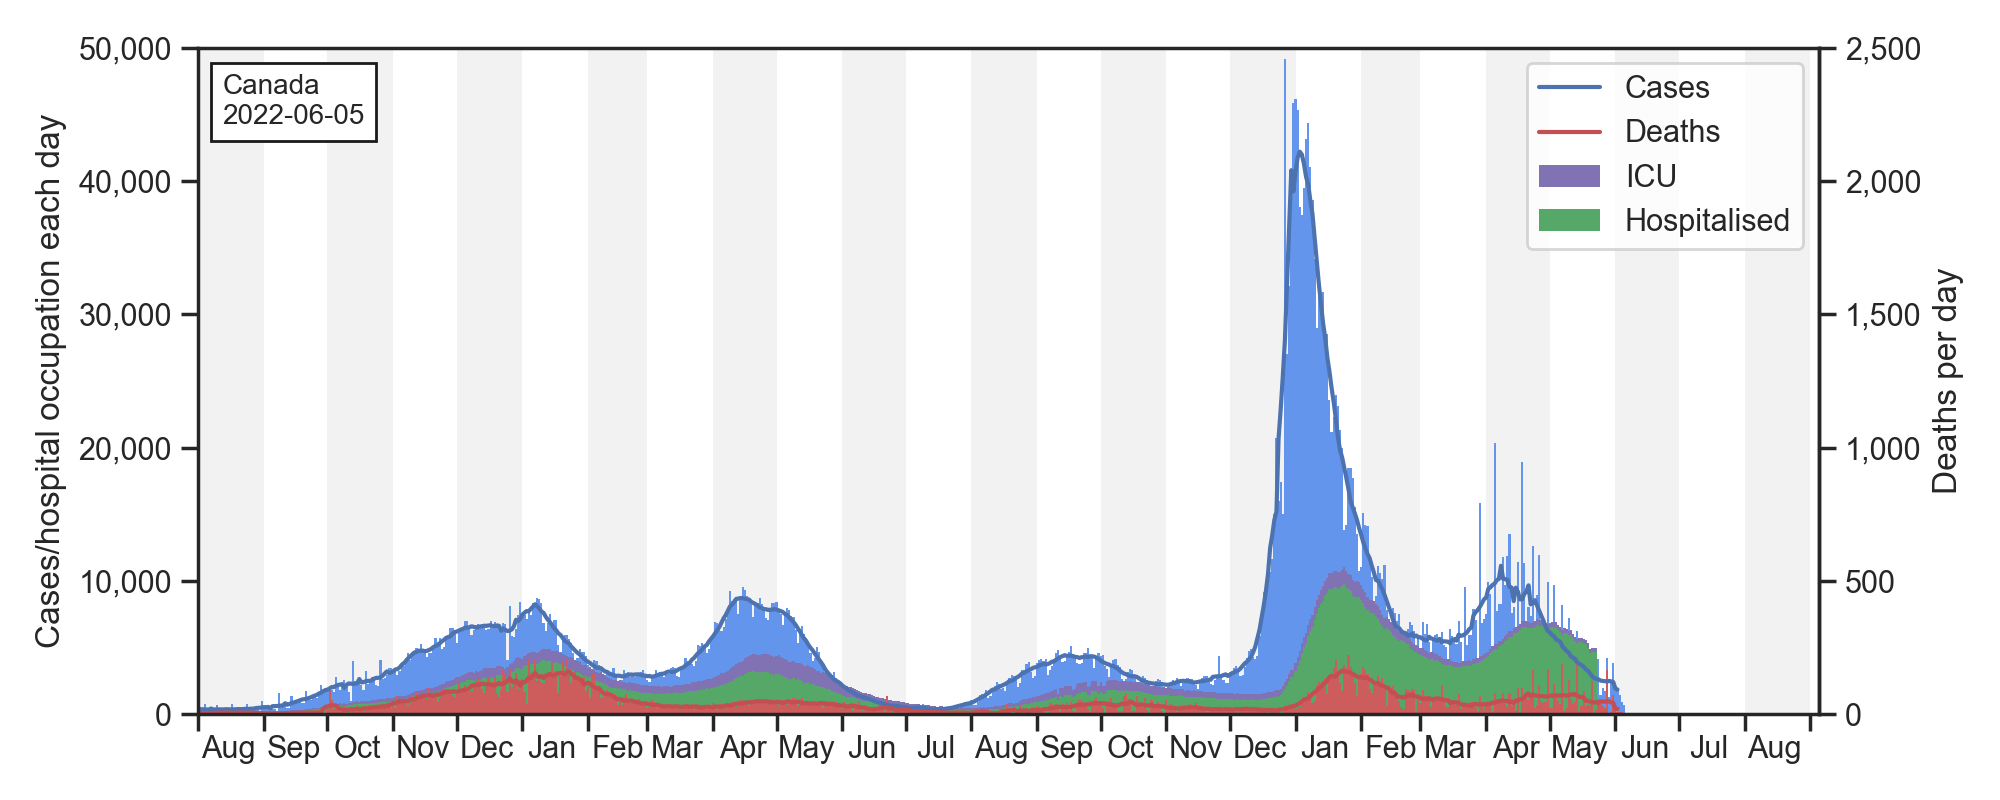 Canada
2022-06-05
Cases/hospital occupation each day
50,000
40,000
30,000
20,000
10,000
0
Cases
Deaths
ICU
Hospitalised
2,500
2,000
1,500
1,000
500
0
Deaths per day
Aug Sep Oct Nov Dec Jan Feb Mar Apr May Jun Jul Aug Sep Oct Nov Dec Jan Feb Mar Apr May Jun Jul Aug